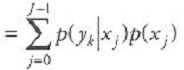 = \sum_{j=0}^{J-1} p(y_k|x_j)p(x_j)